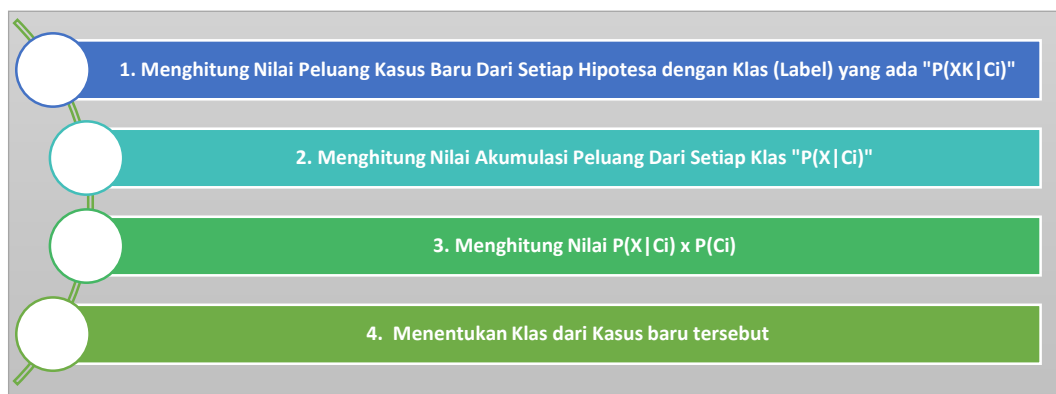 1. Menghitung Nilai Peluang Kasus Baru Dari Setiap Hipotesa dengan Klas (Label) yang ada "P(XK|Ci)"
2. Menghitung Nilai Akumulasi Peluang Dari Setiap Klas "P(X|Ci)"
3. Menghitung Nilai P(X|Ci) x P(Ci)
4. Menentukan Klas dari Kasus baru tersebut